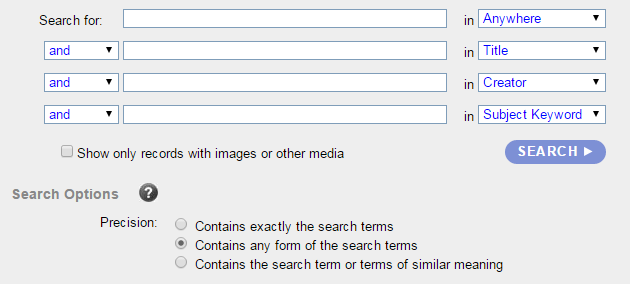 Search for: in Anywhere
and in Title
and in Creator
and in Subject Keyword
Show only records with images or other media SEARCH
Search Options ?
Precision: Contains exactly the search terms
Contains any form of the search terms
Contains the search term or terms of similar meaning